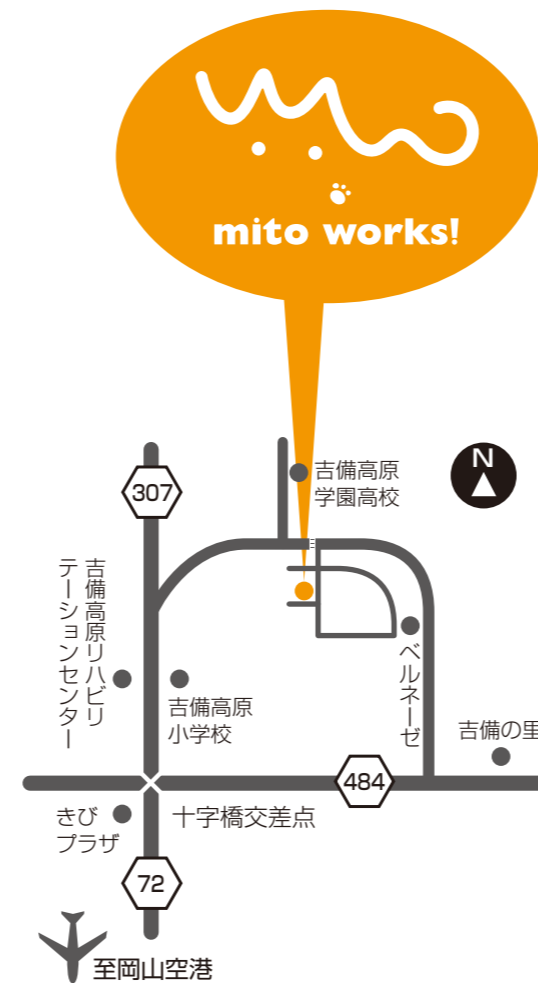 mito works!
N
吉備高原
学園高校
307
吉備高原リハビリ
テーションセンター
吉備高原
小学校
ベルネーゼ
吉備の里
484
きび
プラザ
十字橋交差点
72
至岡山空港